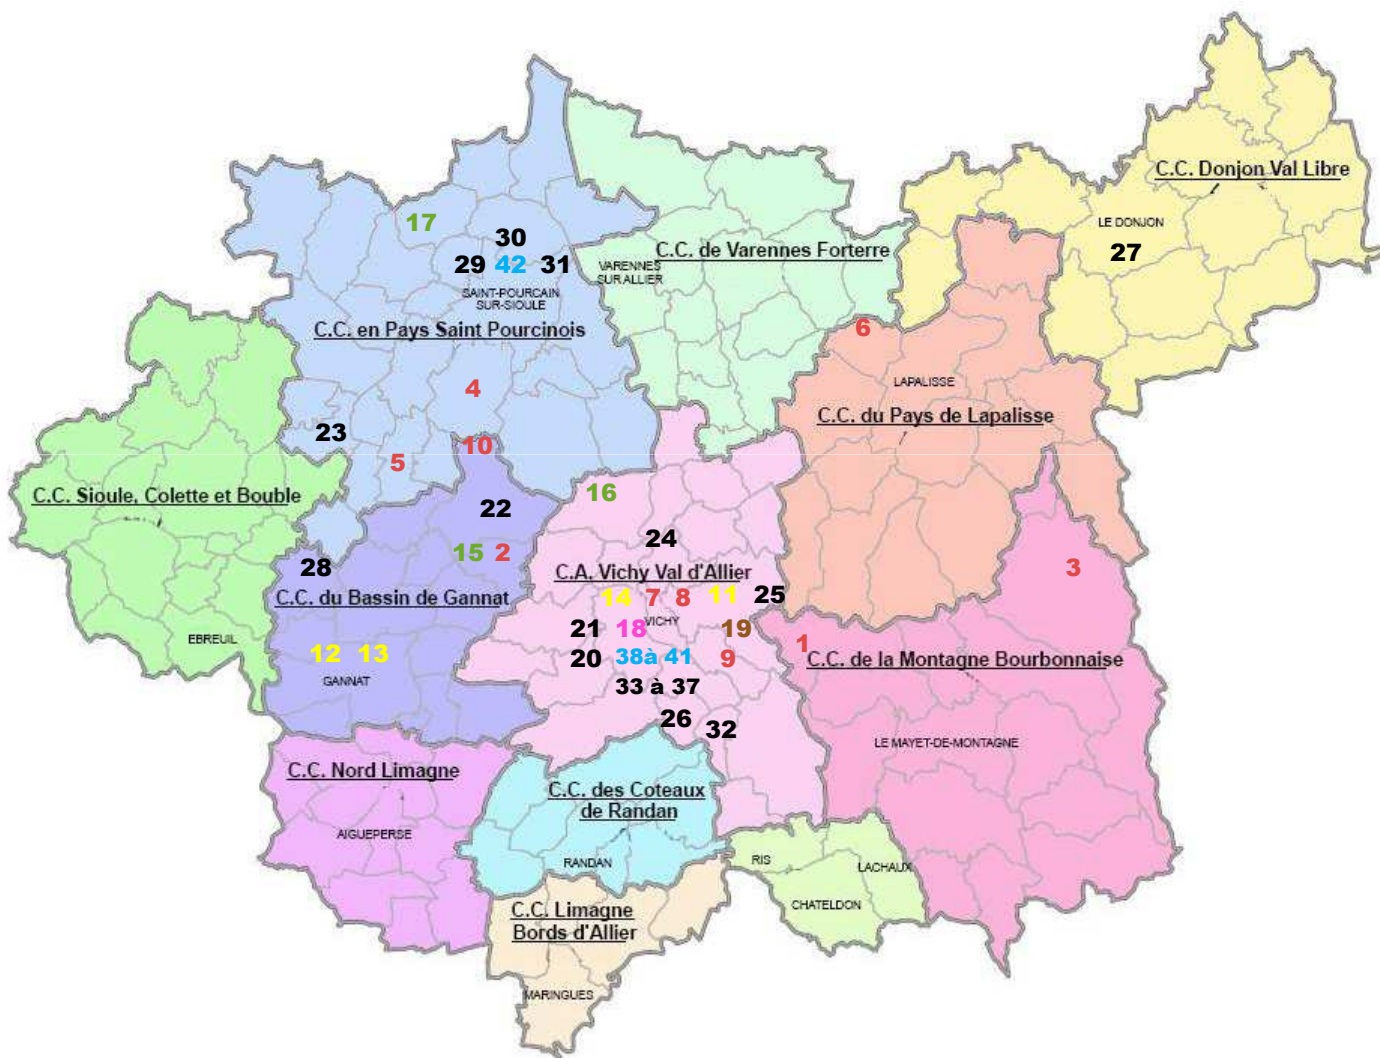 C.C. Donjon Val Libre
17
LE DONJON
30
C.C. de Varennes Forterre
27
29 42 31
VARENNES
SUR ALLIER
SAINT-POURCAIN
SUR-SIOULE
C.C. en Pays Saint Pourcinois
6
4
LAPALISSE
C.C. du Pays de Lapalisse
23
10
5
C.C. Sioule, Colette et Bouble
16
22
24
15 2
28
C.A. Vichy Val d'Allier
3
C.C. du Bassin de Gannat
14 7 8 11 25
21 18 VICHY 19
EBREUIL
1
12 13
20 38à 41 9
C.C. de la Montagne Bourbonnaise
GANNAT
33 à 37
26 32
LE MAYET-DE-MONTAGNE
C.C. Nord Limagne
C.C. des Coteaux
de Randan
AIGUEPERSE
RANDAN
RIS
LACHAUX
CHATELDON
C.C. Limagne
Bords d'Allier
MARINGUES